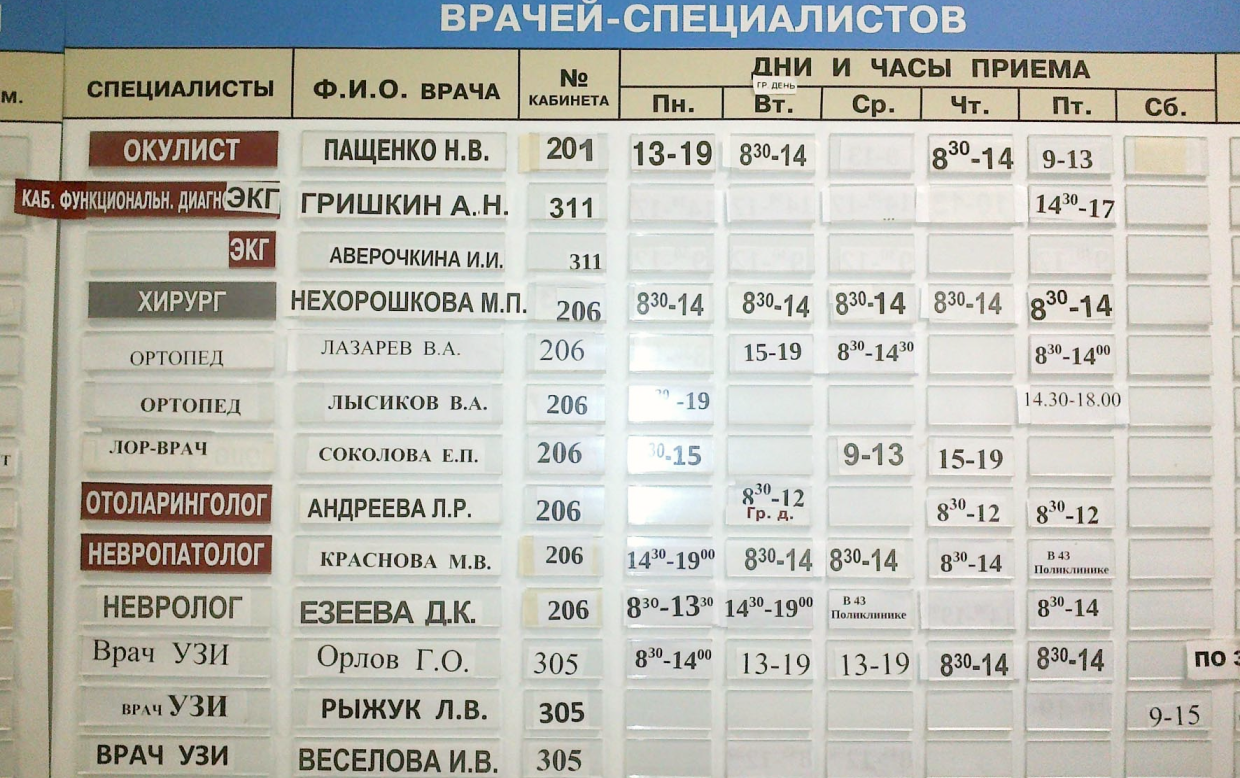 ВРАЧЕЙ-СПЕЦИАЛИСТОВ
м. СПЕЦИАЛИСТЫ Ф.И.О. ВРАЧА № КАБИНЕТА ДНИ И ЧАСЫ ПРИЕМА
ГР ДЕНЬ
Пн. Вт. Ср. Чт. Пт. Сб.
ОКУЛИСТ ПАЩЕНКО Н.В. 201 13-19 8³⁰-14 8³⁰-14 9-13
КАБ. ФУНКЦИОНАЛЬН. ДИАГН ЭКГ ГРИШКИН А.Н. 311 ... 14³⁰-17
ЭКГ АВЕРОЧКИНА И.И. 311
ХИРУРГ НЕХОРОШКОВА М.П. 206 8³⁰-14 8³⁰-14 8³⁰-14 8³⁰-14 8³⁰-14
ОРТОПЕД ЛАЗАРЕВ В.А. 206 15-19 8³⁰-14³⁰ 8³⁰-14⁰⁰
ОРТОПЕД ЛЫСИКОВ В.А. 206 -19 14.30-18.00
т ЛОР-ВРАЧ СОКОЛОВА Е.П. 206 ³⁰-15 9-13 15-19
ОТОЛАРИНГОЛОГ АНДРЕЕВА Л.Р. 206 8³⁰-12 Гр. д. 8³⁰-12 8³⁰-12
НЕВРОПАТОЛОГ КРАСНОВА М.В. 206 14³⁰-19⁰⁰ 8³⁰-14 8³⁰-14 8³⁰-14 В 43 Поликлинике
НЕВРОЛОГ ЕЗЕЕВА Д.К. 206 8³⁰-13³⁰ 14³⁰-19⁰⁰ В 43 Поликлинике 8³⁰-14
Врач УЗИ Орлов Г.О. 305 8³⁰-14⁰⁰ 13-19 13-19 8³⁰-14 8³⁰-14 ПО
ВРАЧ УЗИ РЫЖУК Л.В. 305 9-15
ВРАЧ УЗИ ВЕСЕЛОВА И.В. 305